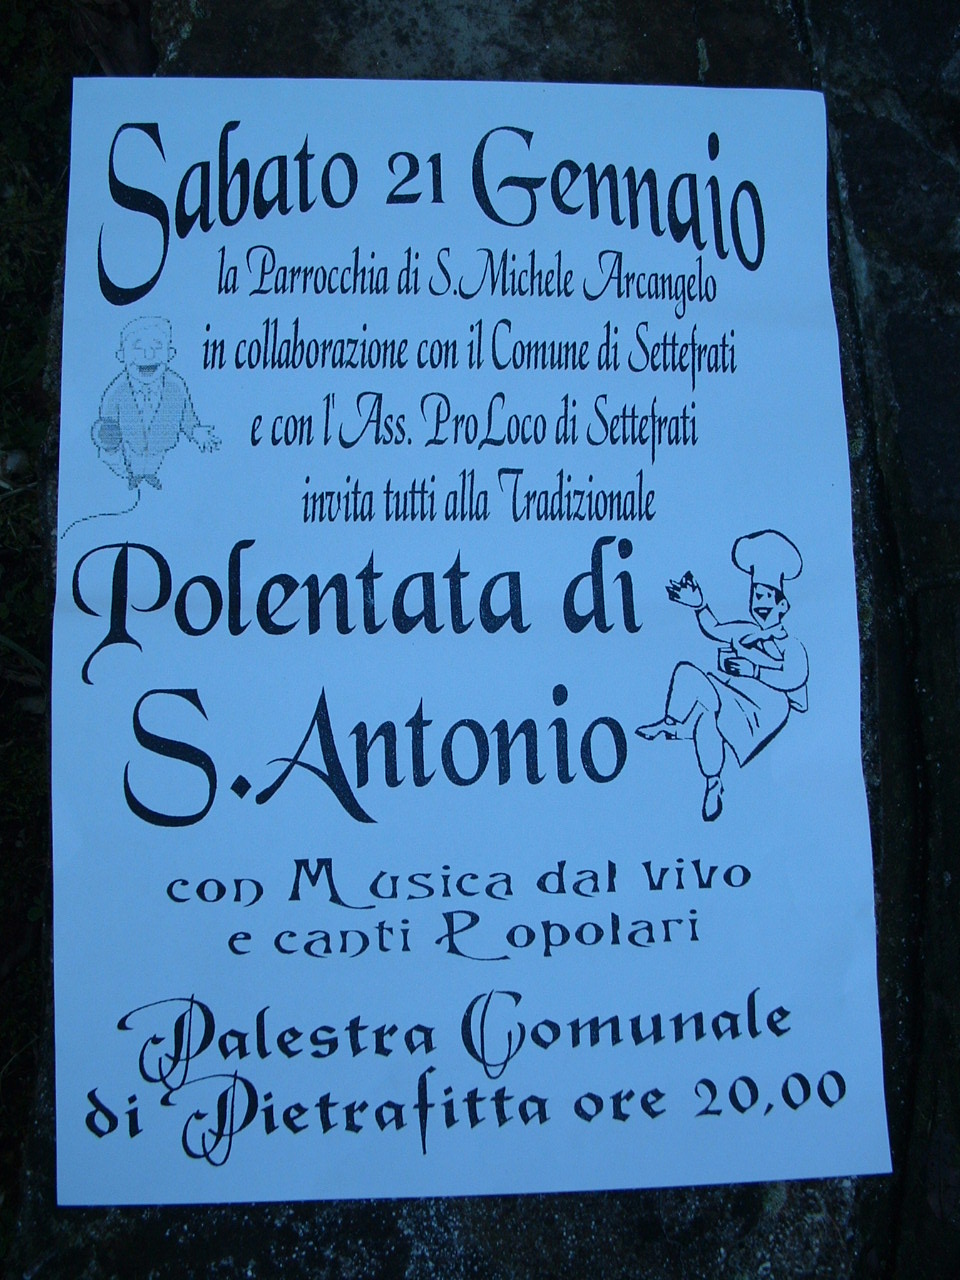 Sabato 21 Gennaio
la Parrocchia di S.Michele Arcangelo
in collaborazione con il Comune di Settefrati
e con l'Ass. ProLoco di Settefrati
invita tutti alla Tradizionale
Polentata di
S.Antonio
con Musica dal vivo
e canti Popolari
Palestra Comunale
di Pietrafitta ore 20,00